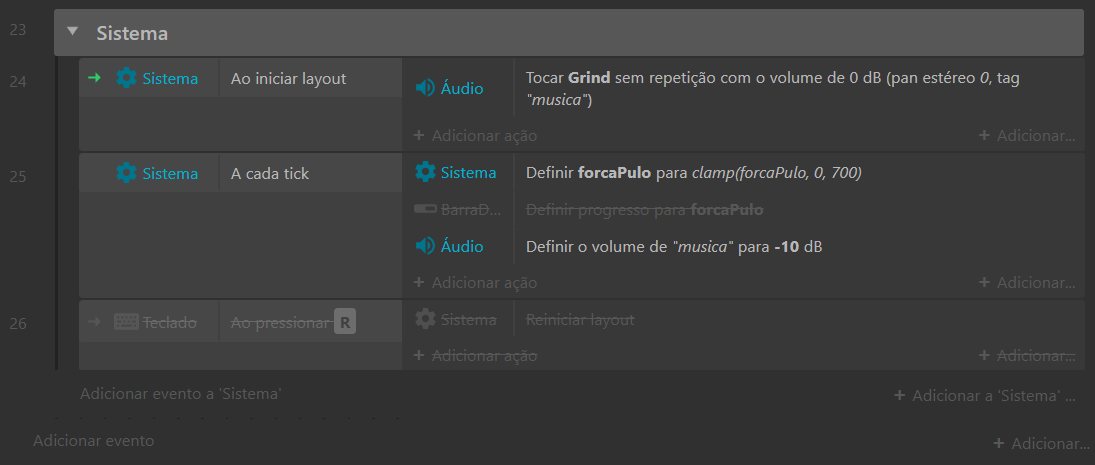 23 Sistema
24 Sistema Ao iniciar layout Áudio Tocar Grind sem repetição com o volume de 0 dB (pan estéreo 0, tag
"musica")
+ Adicionar ação + Adicionar...
25 Sistema A cada tick Sistema Definir forcaPulo para clamp(forcaPulo, 0, 700)
BarraD... Definir progresso para forcaPulo
Áudio Definir o volume de "musica" para -10 dB
+ Adicionar ação + Adicionar...
26 Teclado Ao pressionar R Sistema Reiniciar layout
+ Adicionar ação + Adicionar...
Adicionar evento a 'Sistema' + Adicionar a 'Sistema' ...
Adicionar evento + Adicionar...